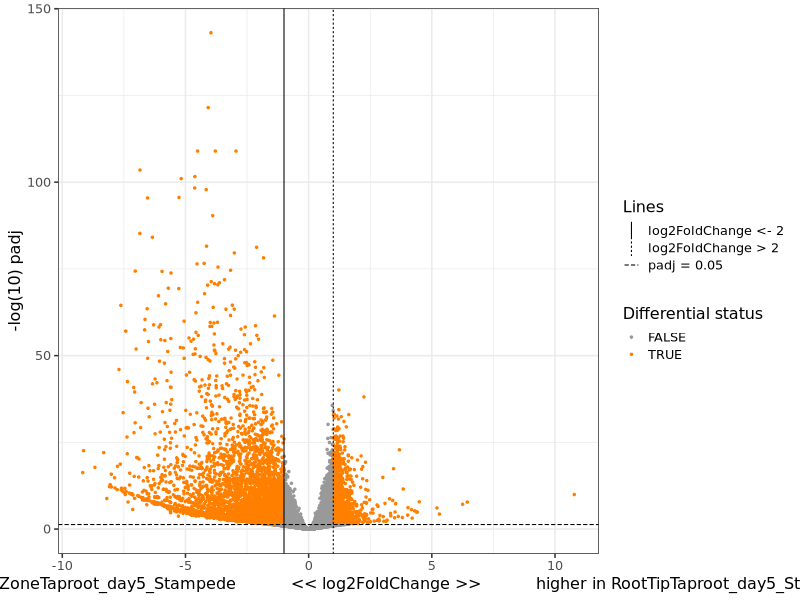 150
100
50
0
-log(10) padj
-10
-5
0
5
10
ZoneTaproot_day5_Stampede << log2FoldChange >> higher in RootTipTaproot_day5_St
Lines
log2FoldChange <- 2
log2FoldChange > 2
padj = 0.05
Differential status
FALSE
TRUE